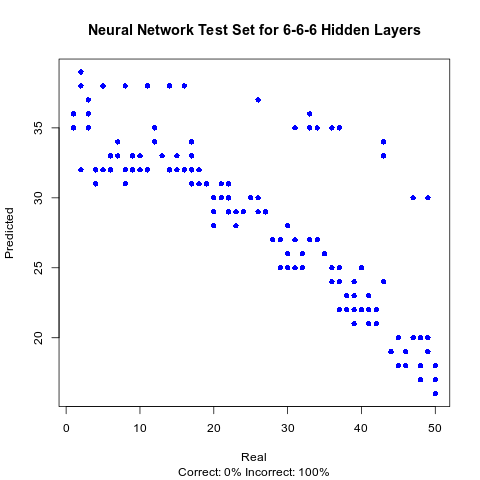 Neural Network Test Set for 6-6-6 Hidden Layers
Predicted
35
30
25
20
0 10 20 30 40 50
Real
Correct: 0% Incorrect: 100%